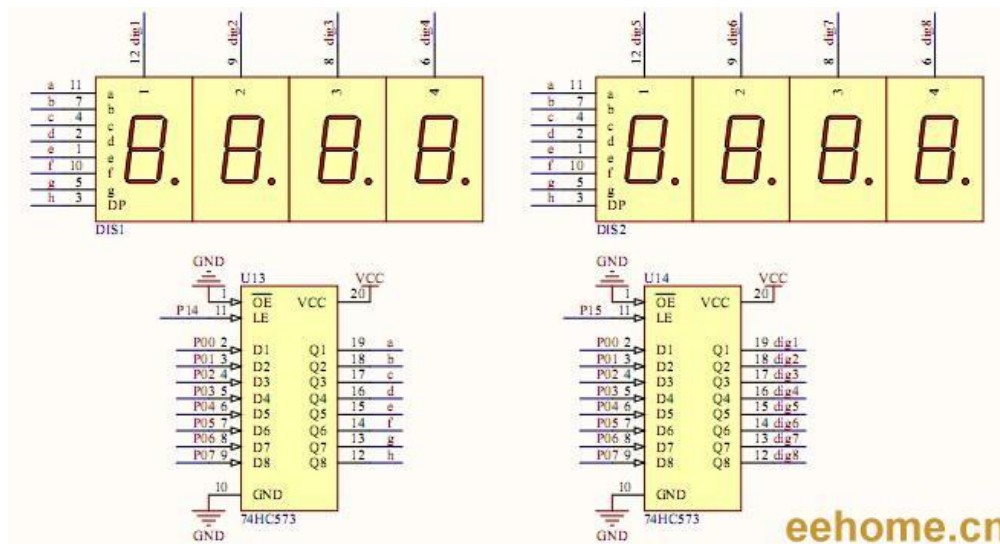 dig1 dig2 dig3 dig4
12 9 8 6
1 2 3 4
a 11 a
b 7 b
c 4 c
d 2 d
e 1 e
f 10 f
g 5 g
h 3 DP
DIS1
dig5 dig6 dig7 dig8
12 9 8 6
1 2 3 4
a 11 a
b 7 b
c 4 c
d 2 d
e 1 e
f 10 f
g 5 g
h 3 DP
DIS2
GND
U13
VCC
1 OE VCC 20
P14 11 LE
P00 2 D1 Q1 19 a
P01 3 D2 Q2 18 b
P02 4 D3 Q3 17 c
P03 5 D4 Q4 16 d
P04 6 D5 Q5 15 e
P05 7 D6 Q6 14 f
P06 8 D7 Q7 13 g
P07 9 D8 Q8 12 h
10 GND
74HC573
GND
GND
U14
VCC
1 OE VCC 20
P15 11 LE
P00 2 D1 Q1 19 dig1
P01 3 D2 Q2 18 dig2
P02 4 D3 Q3 17 dig3
P03 5 D4 Q4 16 dig4
P04 6 D5 Q5 15 dig5
P05 7 D6 Q6 14 dig6
P06 8 D7 Q7 13 dig7
P07 9 D8 Q8 12 dig8
10 GND
74HC573
GND
eehome.cn